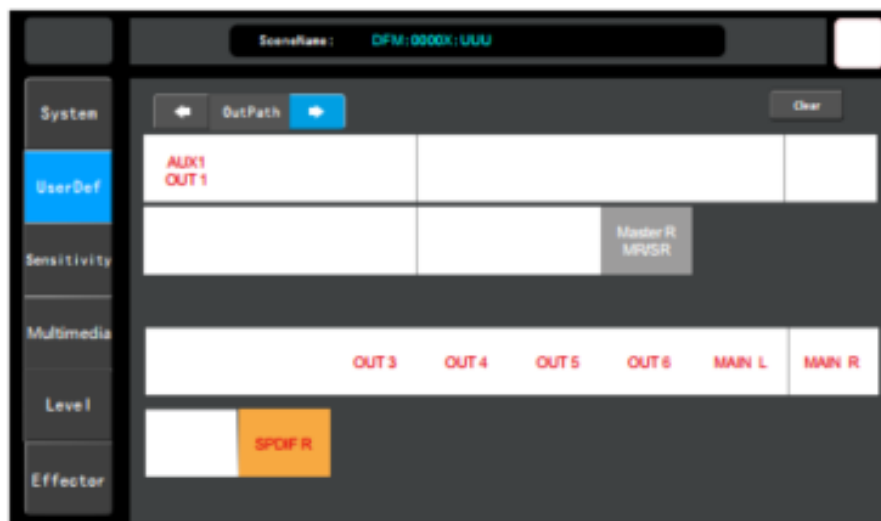 SceneName: DFM:0000X:UUU
System
OutPath
Clear
AUX1
OUT 1
UserDef
Master R
MR/SR
Sensitivity
Multimedia
OUT 3 OUT 4 OUT 5 OUT 6 MAIN L MAIN R
Level
SPDIF R
Effector